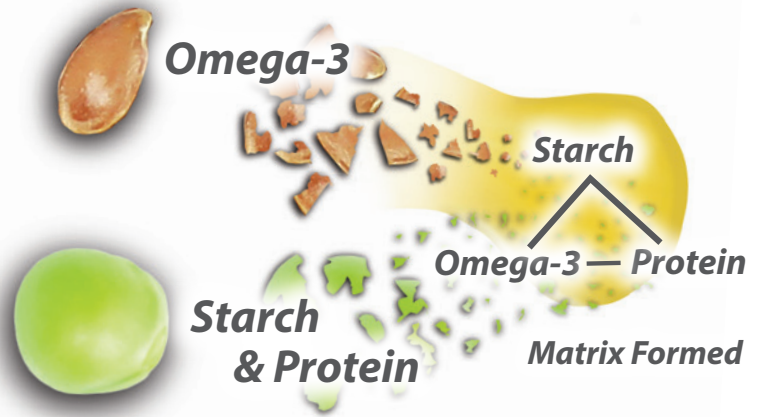 Omega-3
Starch
Omega-3 — Protein
Starch
& Protein
Matrix Formed